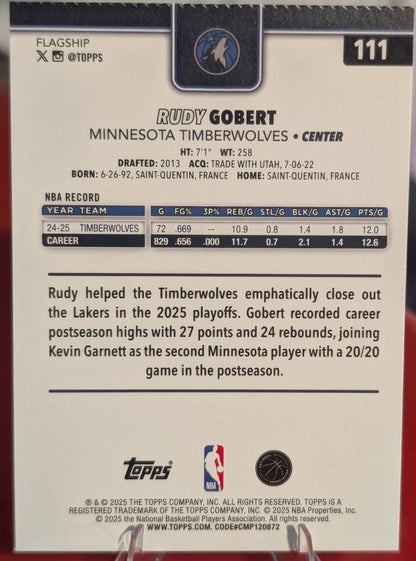 FLAGSHIP
X @TOPPS
111
RUDY GOBERT
MINNESOTA TIMBERWOLVES • CENTER
HT: 7'1" WT: 258
DRAFTED: 2013 ACQ: TRADE WITH UTAH, 7-06-22
BORN: 6-26-92, SAINT-QUENTIN, FRANCE HOME: SAINT-QUENTIN, FRANCE
NBA RECORD
YEAR TEAM G FG% 3P% REB/G STL/G BLK/G AST/G PTS/G
24-25 TIMBERWOLVES 72 .669 -- 10.9 0.8 1.4 1.8 12.0
CAREER 829 .656 .000 11.7 0.7 2.1 1.4 12.6
Rudy helped the Timberwolves emphatically close out
the Lakers in the 2025 playoffs. Gobert recorded career
postseason highs with 27 points and 24 rebounds, joining
Kevin Garnett as the second Minnesota player with a 20/20
game in the postseason.
Topps
NBA
® & © 2025 THE TOPPS COMPANY, INC. ALL RIGHTS RESERVED. TOPPS IS A
REGISTERED TRADEMARK OF THE TOPPS COMPANY, INC. © 2025 NBA Properties, Inc.
© 2025 the National Basketball Players Association. All rights reserved.
WWW.TOPPS.COM. CODE#CMP120872